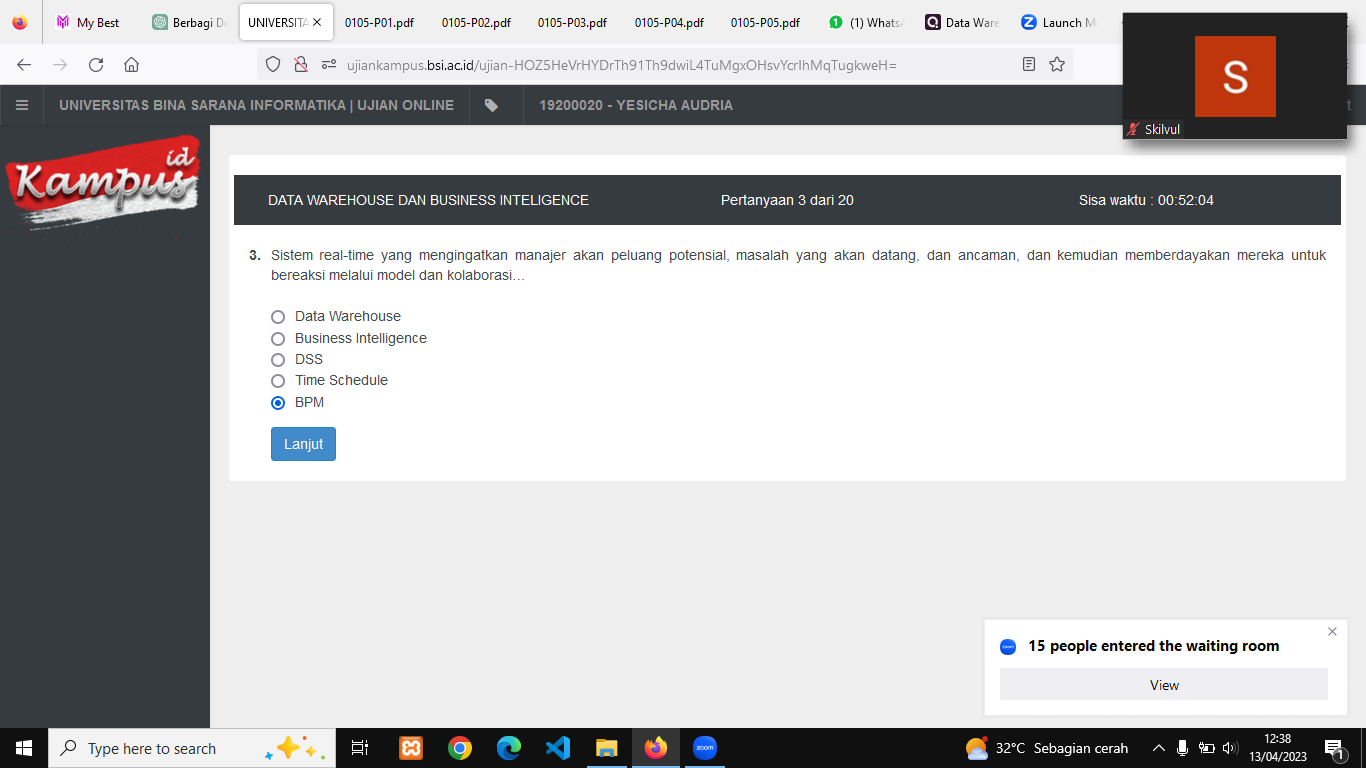 My Best
Berbagi D
UNIVERSITA
0105-P01.pdf
0105-P02.pdf
0105-P03.pdf
0105-P04.pdf
0105-P05.pdf
(1) Whats
Data Ware
Launch M
ujiankampus.bsi.ac.id/ujian-HOZ5HeVrHYDrTh91Th9dwiL4TuMgxOHsvYcrIhMqTugkweH=
S
Skilvul
UNIVERSITAS BINA SARANA INFORMATIKA | UJIAN ONLINE
19200020 - YESICHA AUDRIA
Kampus id
DATA WAREHOUSE DAN BUSINESS INTELIGENCE
Pertanyaan 3 dari 20
Sisa waktu : 00:52:04
3. Sistem real-time yang mengingatkan manajer akan peluang potensial, masalah yang akan datang, dan ancaman, dan kemudian memberdayakan mereka untuk
bereaksi melalui model dan kolaborasi…
Data Warehouse
Business Intelligence
DSS
Time Schedule
BPM
Lanjut
zoom
15 people entered the waiting room
View
Type here to search
zoom
32°C Sebagian cerah
12:38
13/04/2023
1